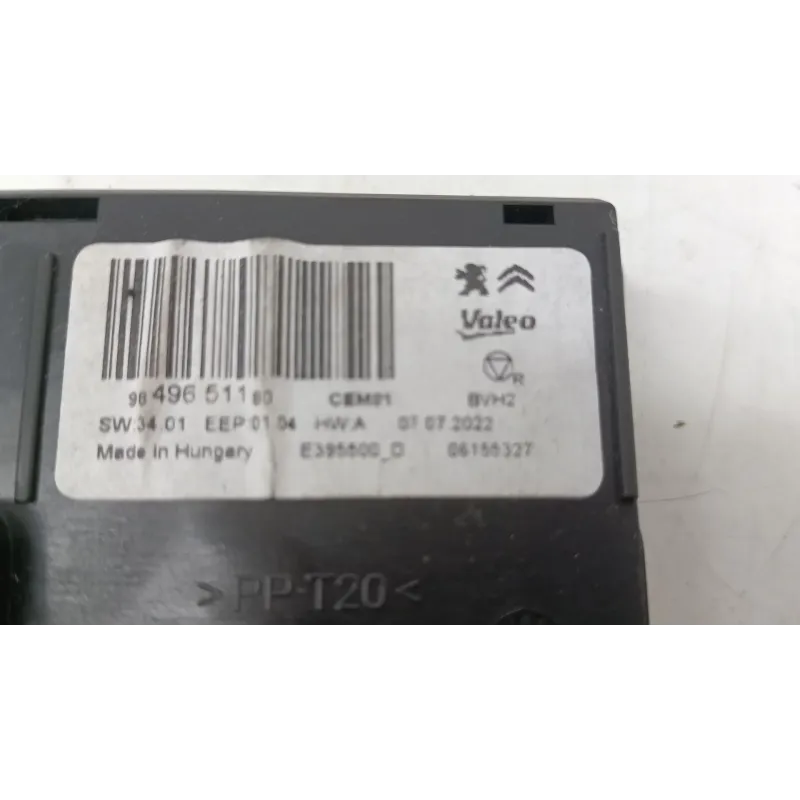 Valeo
R
98 496 511 80 CEM01 BVH2
SW:34.01 EEP:01.04 HW:A 07.07.2022
Made in Hungary E395500_D 06155327
>PP-T20<